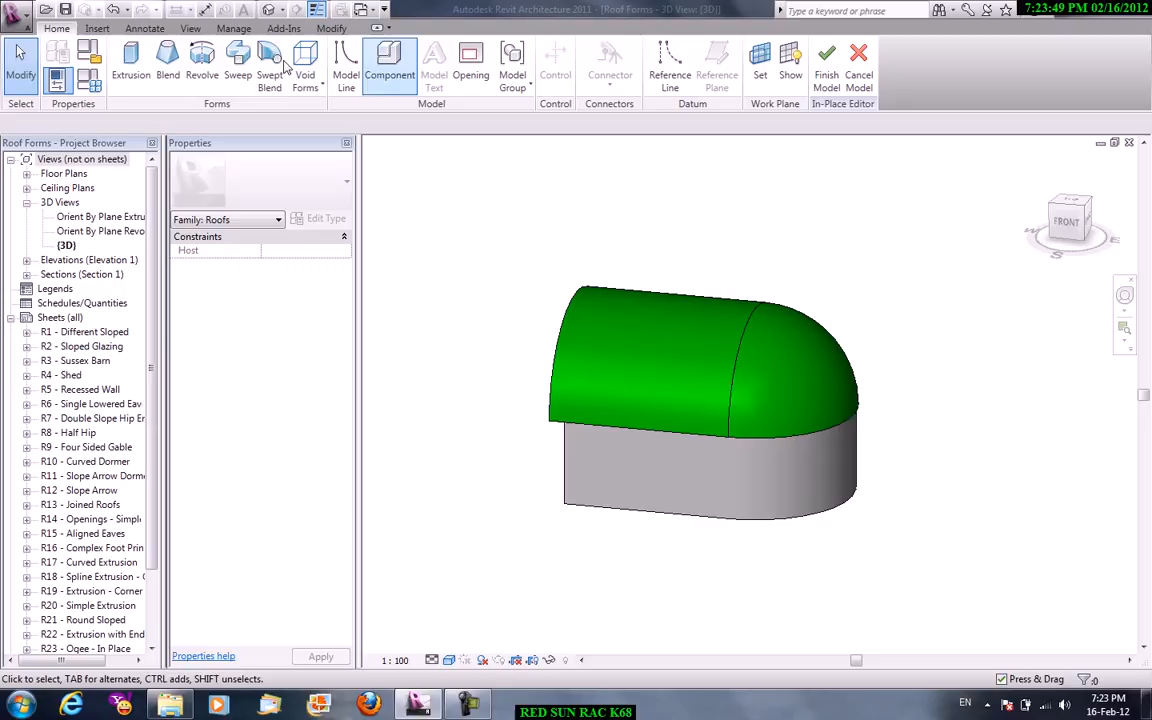 Autodesk Revit Architecture 2011 - [Roof Forms - 3D View: {3D}]
Type a keyword or phrase
7:23:49 PM 02/16/2012
Home Insert Annotate View Manage Add-Ins Modify
Modify Extrusion Blend Revolve Sweep Swept Blend Void Forms Model Line Component Model Text Opening Model Group Control Connector Reference Line Reference Plane Set Show Finish Model Cancel Model
Select Properties Forms Model Control Connectors Datum Work Plane In-Place Editor
Roof Forms - Project Browser
Views (not on sheets)
Floor Plans
Ceiling Plans
3D Views
Orient By Plane Extru
Orient By Plane Revo
{3D}
Elevations (Elevation 1)
Sections (Section 1)
Legends
Schedules/Quantities
Sheets (all)
R1 - Different Sloped
R2 - Sloped Glazing
R3 - Sussex Barn
R4 - Shed
R5 - Recessed Wall
R6 - Single Lowered Eav
R7 - Double Slope Hip En
R8 - Half Hip
R9 - Four Sided Gable
R10 - Curved Dormer
R11 - Slope Arrow Dorme
R12 - Slope Arrow
R13 - Joined Roofs
R14 - Openings - Simple
R15 - Aligned Eaves
R16 - Complex Foot Prin
R17 - Curved Extrusion
R18 - Spline Extrusion - C
R19 - Extrusion - Corner
R20 - Simple Extrusion
R21 - Round Sloped
R22 - Extrusion with End
R23 - Ogee - In Place
Properties
Family: Roofs
Edit Type
Constraints
Host
Properties help
Apply
TOP
FRONT
W
S
E
1 : 100
Click to select, TAB for alternates, CTRL adds, SHIFT unselects.
Press & Drag
:0
EN
7:23 PM
16-Feb-12
RED SUN RAC K68